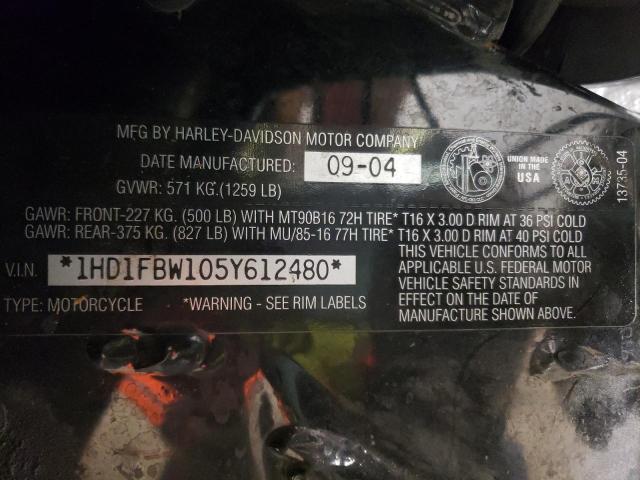 MFG BY HARLEY-DAVIDSON MOTOR COMPANY
DATE MANUFACTURED: 09-04
GVWR: 571 KG.(1259 LB)
UNION MADE IN THE USA
13735-04
GAWR: FRONT-227 KG. (500 LB) WITH MT90B16 72H TIRE* T16 X 3.00 D RIM AT 36 PSI COLD
GAWR: REAR-375 KG. (827 LB) WITH MU/85-16 77H TIRE* T16 X 3.00 D RIM AT 40 PSI COLD
V.I.N. *1HD1FBW105Y612480*
TYPE: MOTORCYCLE *WARNING - SEE RIM LABELS
THIS VEHICLE CONFORMS TO ALL
APPLICABLE U.S. FEDERAL MOTOR
VEHICLE SAFETY STANDARDS IN
EFFECT ON THE DATE OF
MANUFACTURE SHOWN ABOVE.